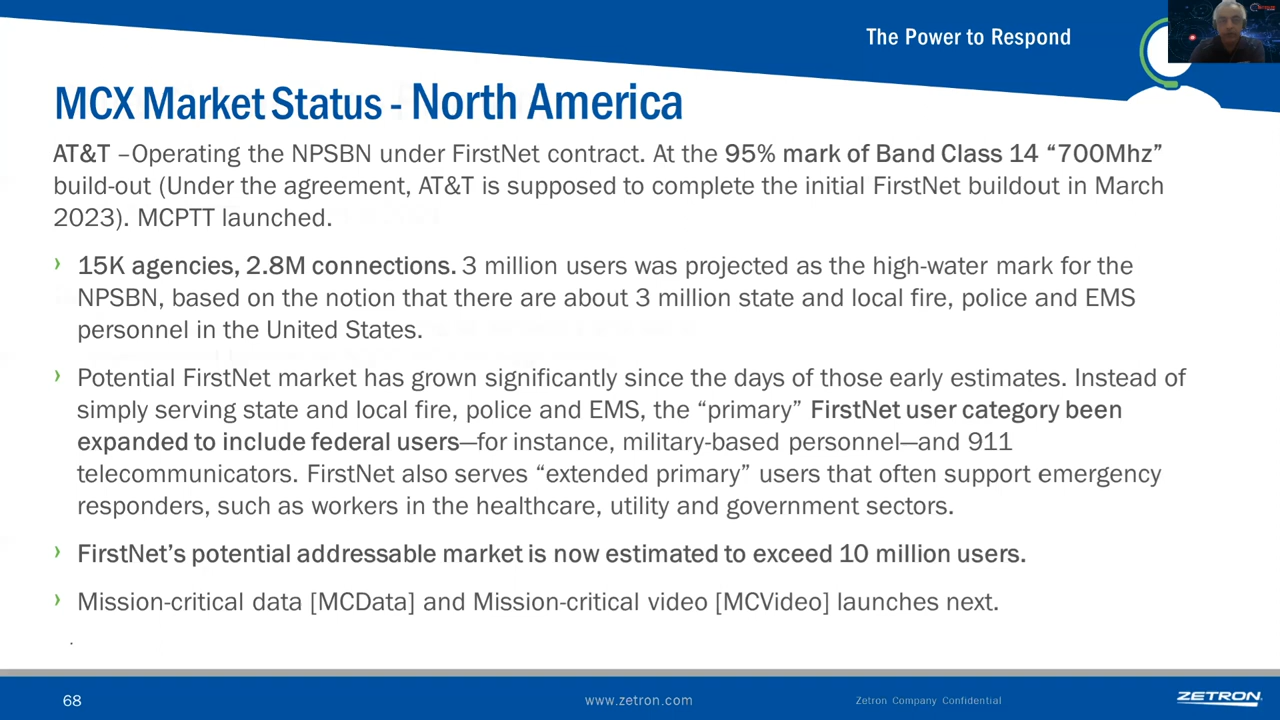 The Power to Respond
MCX Market Status - North America
AT&T –Operating the NPSBN under FirstNet contract. At the 95% mark of Band Class 14 “700Mhz”
build-out (Under the agreement, AT&T is supposed to complete the initial FirstNet buildout in March
2023). MCPTT launched.
› 15K agencies, 2.8M connections. 3 million users was projected as the high-water mark for the
NPSBN, based on the notion that there are about 3 million state and local fire, police and EMS
personnel in the United States.
› Potential FirstNet market has grown significantly since the days of those early estimates. Instead of
simply serving state and local fire, police and EMS, the “primary” FirstNet user category been
expanded to include federal users—for instance, military-based personnel—and 911
telecommunicators. FirstNet also serves “extended primary” users that often support emergency
responders, such as workers in the healthcare, utility and government sectors.
› FirstNet’s potential addressable market is now estimated to exceed 10 million users.
› Mission-critical data [MCData] and Mission-critical video [MCVideo] launches next.
.
68
www.zetron.com
Zetron Company Confidential
ZETRON